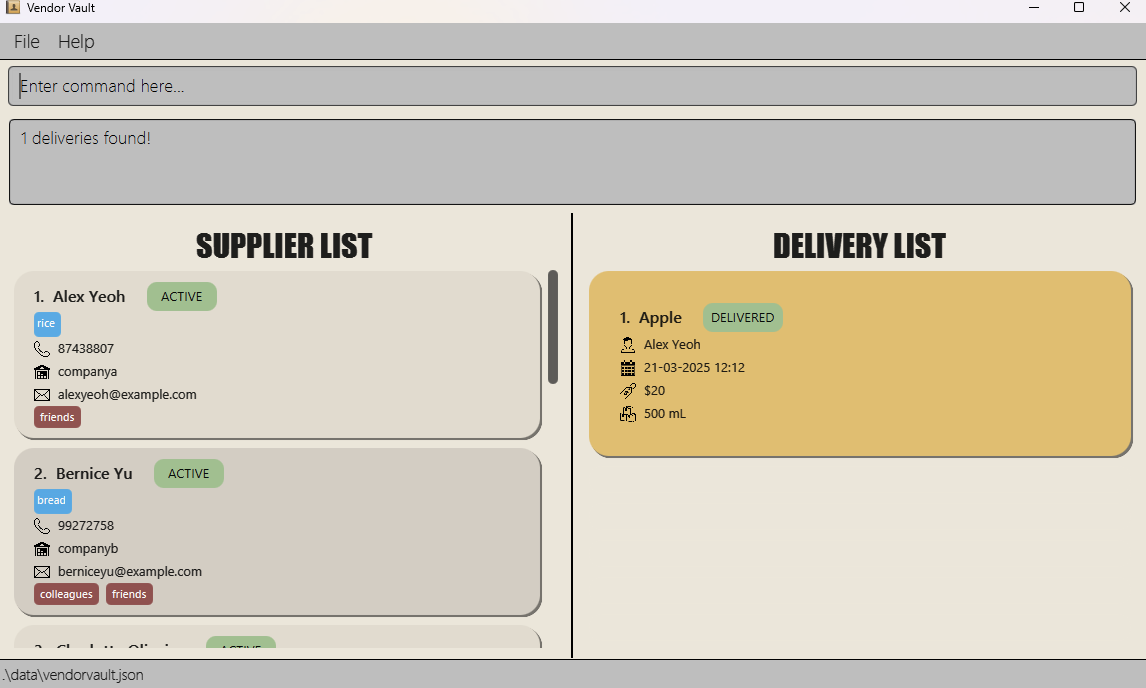 Vendor Vault
File Help
Enter command here...
1 deliveries found!
SUPPLIER LIST
1. Alex Yeoh ACTIVE
rice
87438807
companya
alexyeoh@example.com
friends
2. Bernice Yu ACTIVE
bread
99272758
companyb
berniceyu@example.com
colleagues friends
DELIVERY LIST
1. Apple DELIVERED
Alex Yeoh
21-03-2025 12:12
$20
500 mL
.\data\vendorvault.json